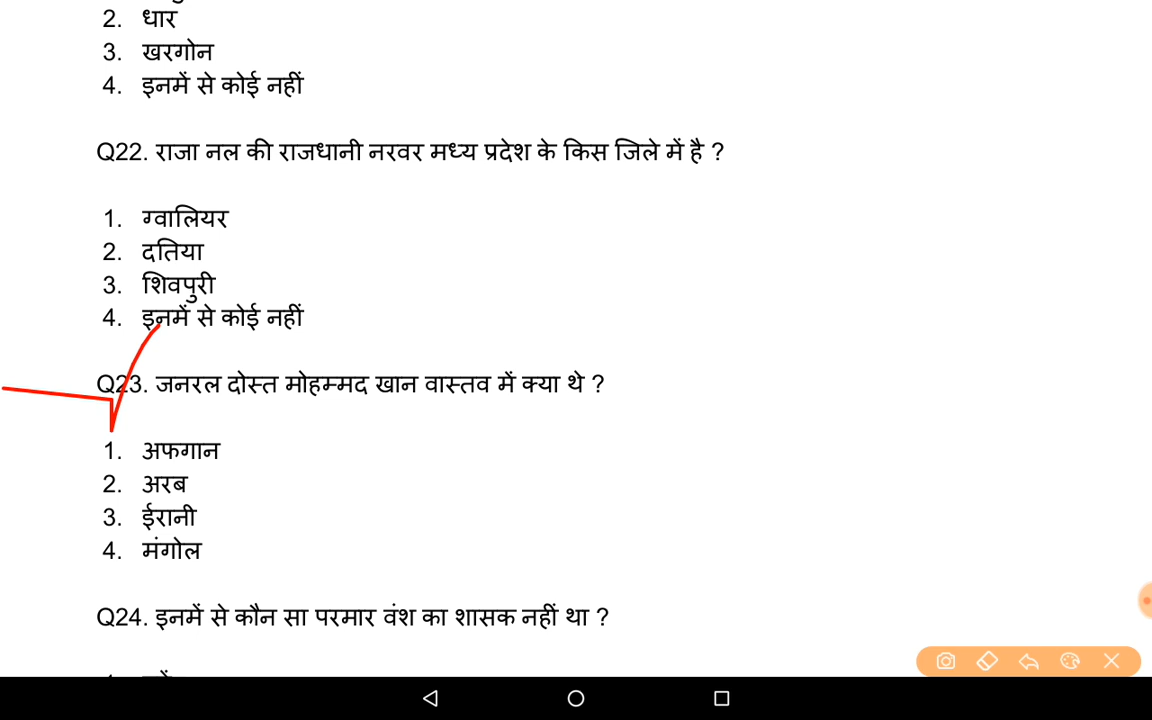 2. धार
3. खरगोन
4. इनमें से कोई नहीं
Q22. राजा नल की राजधानी नरवर मध्य प्रदेश के किस जिले में है ?
1. ग्वालियर
2. दतिया
3. शिवपुरी
4. इनमें से कोई नहीं
Q23. जनरल दोस्त मोहम्मद खान वास्तव में क्या थे ?
1. अफगान
2. अरब
3. ईरानी
4. मंगोल
Q24. इनमें से कौन सा परमार वंश का शासक नहीं था ?